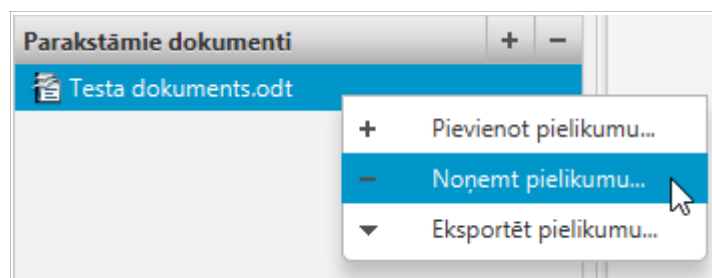 Parakstāmie dokumenti + −
Testa dokuments.odt
+ Pievienot pielikumu...
− Noņemt pielikumu...
Eksportēt pielikumu...